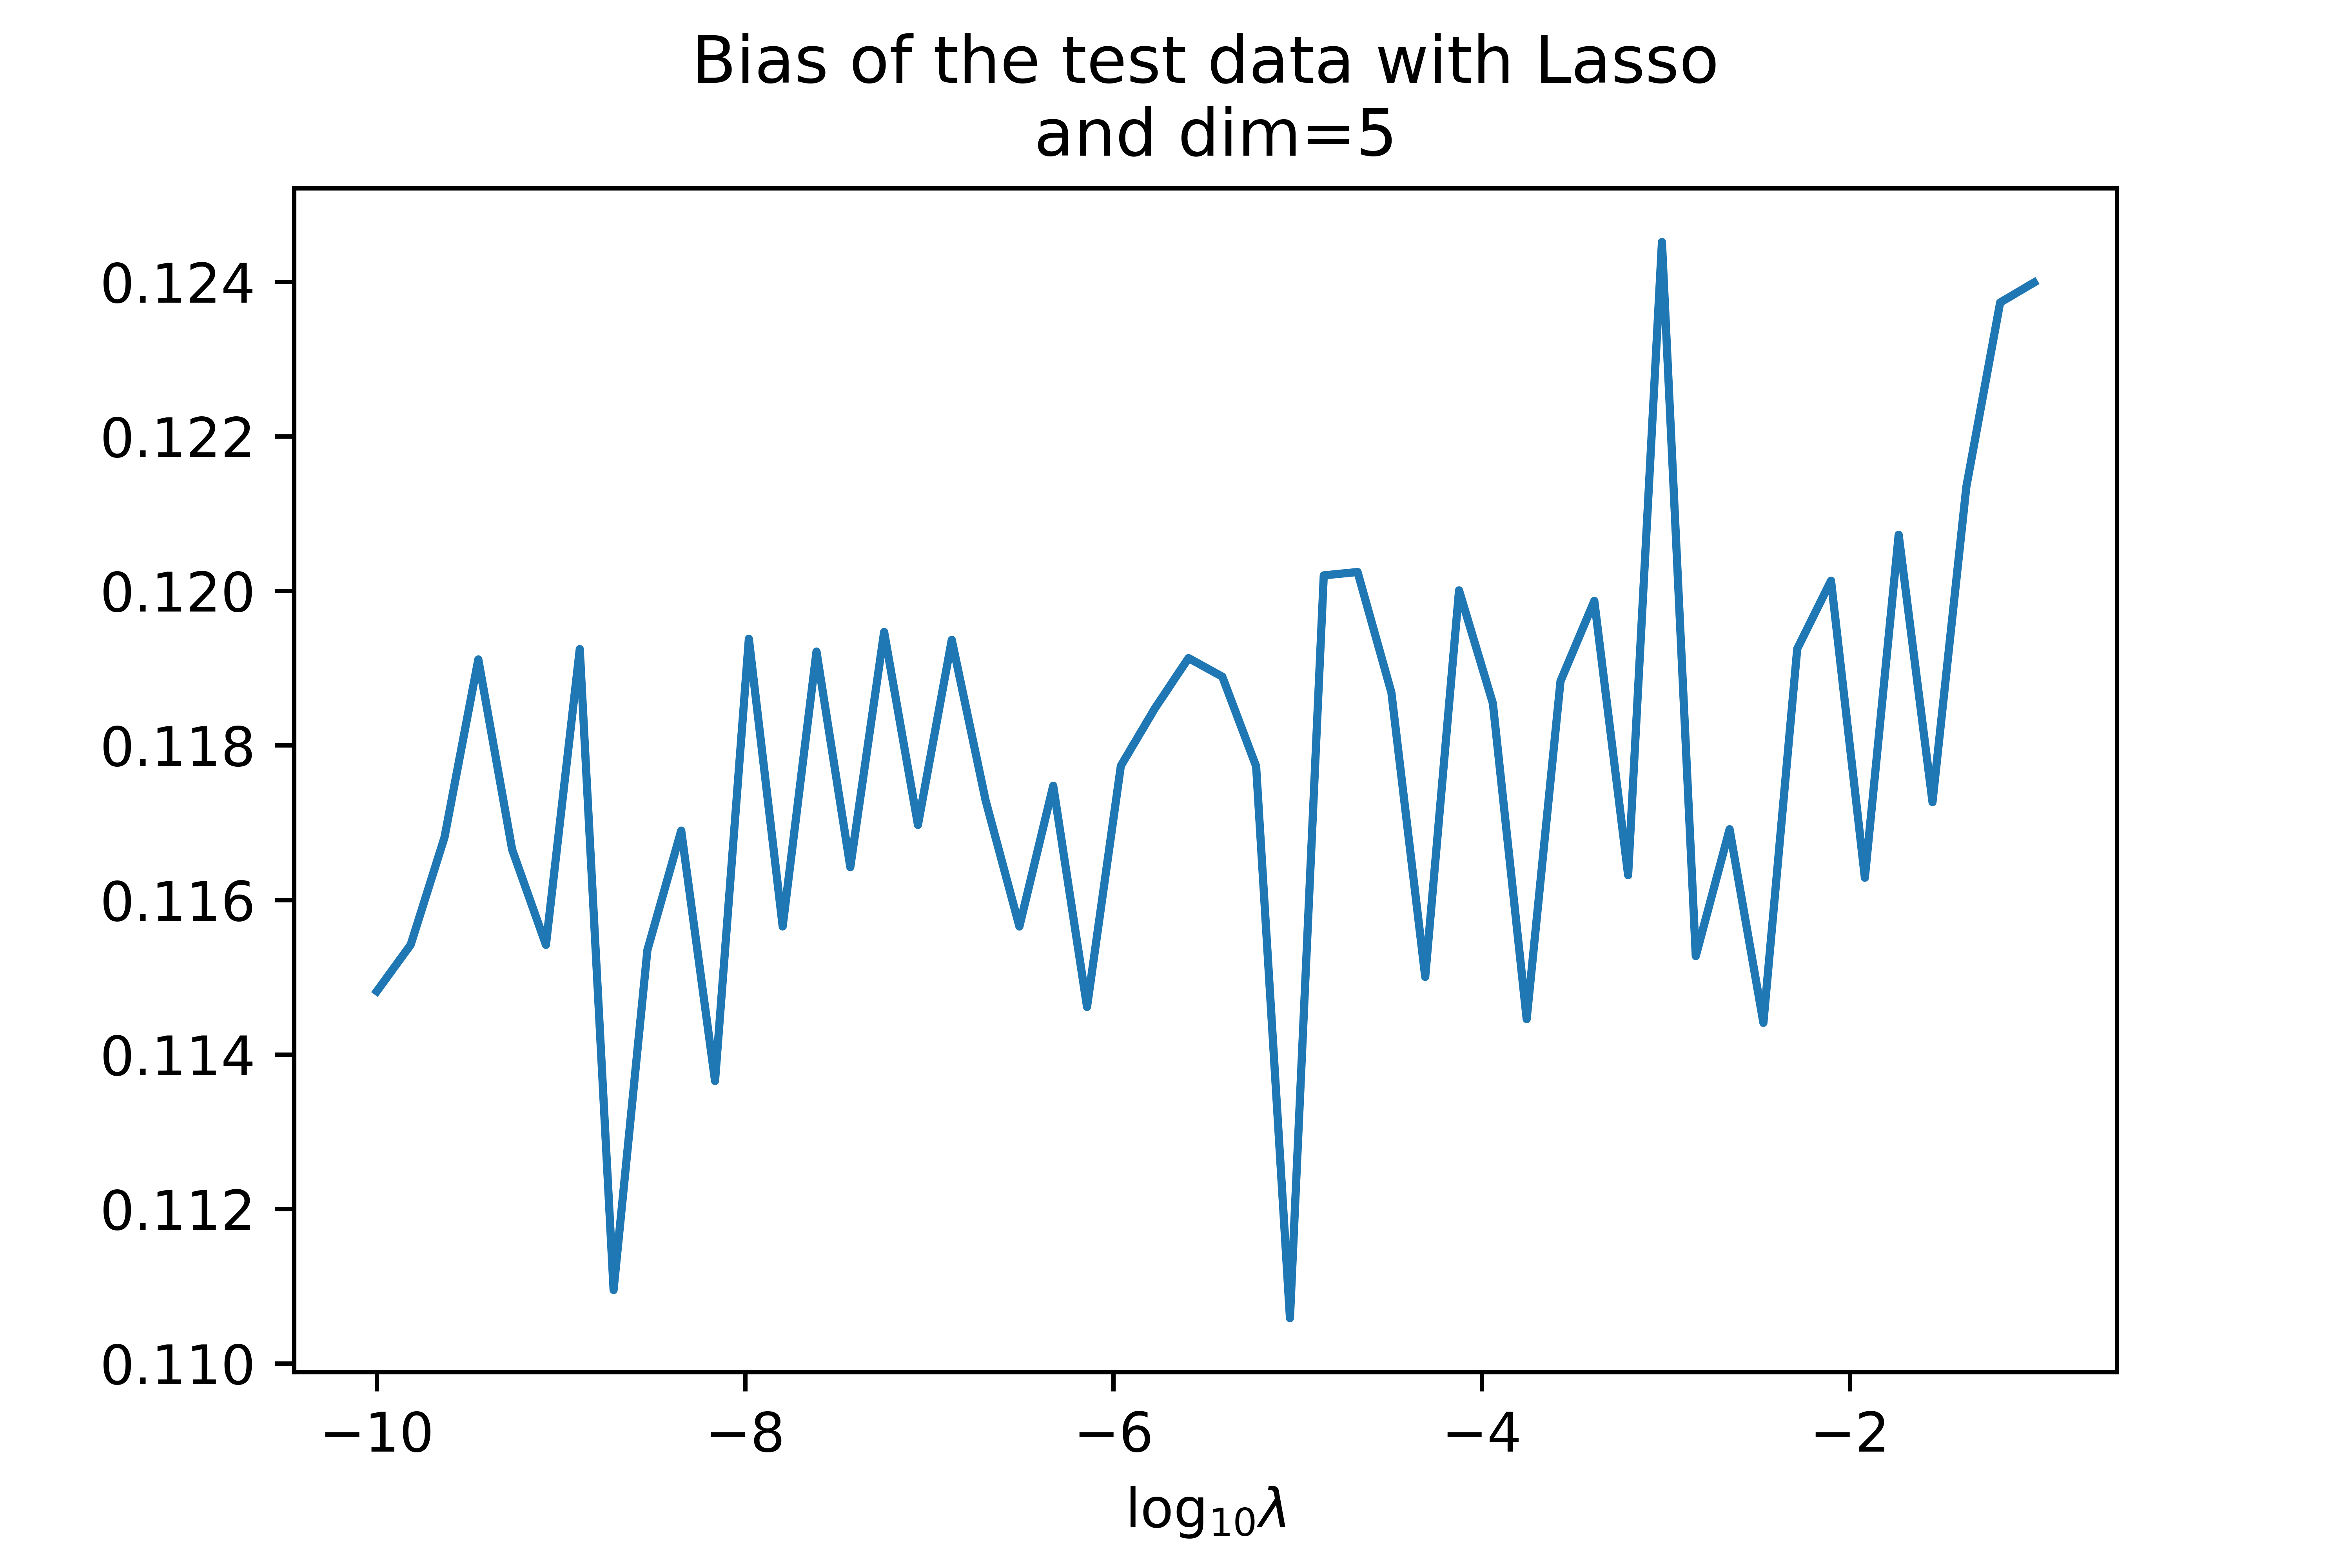 Bias of the test data with Lasso
and dim=5
0.124
0.122
0.120
0.118
0.116
0.114
0.112
0.110
−10 −8 −6 −4 −2
log₁₀λ